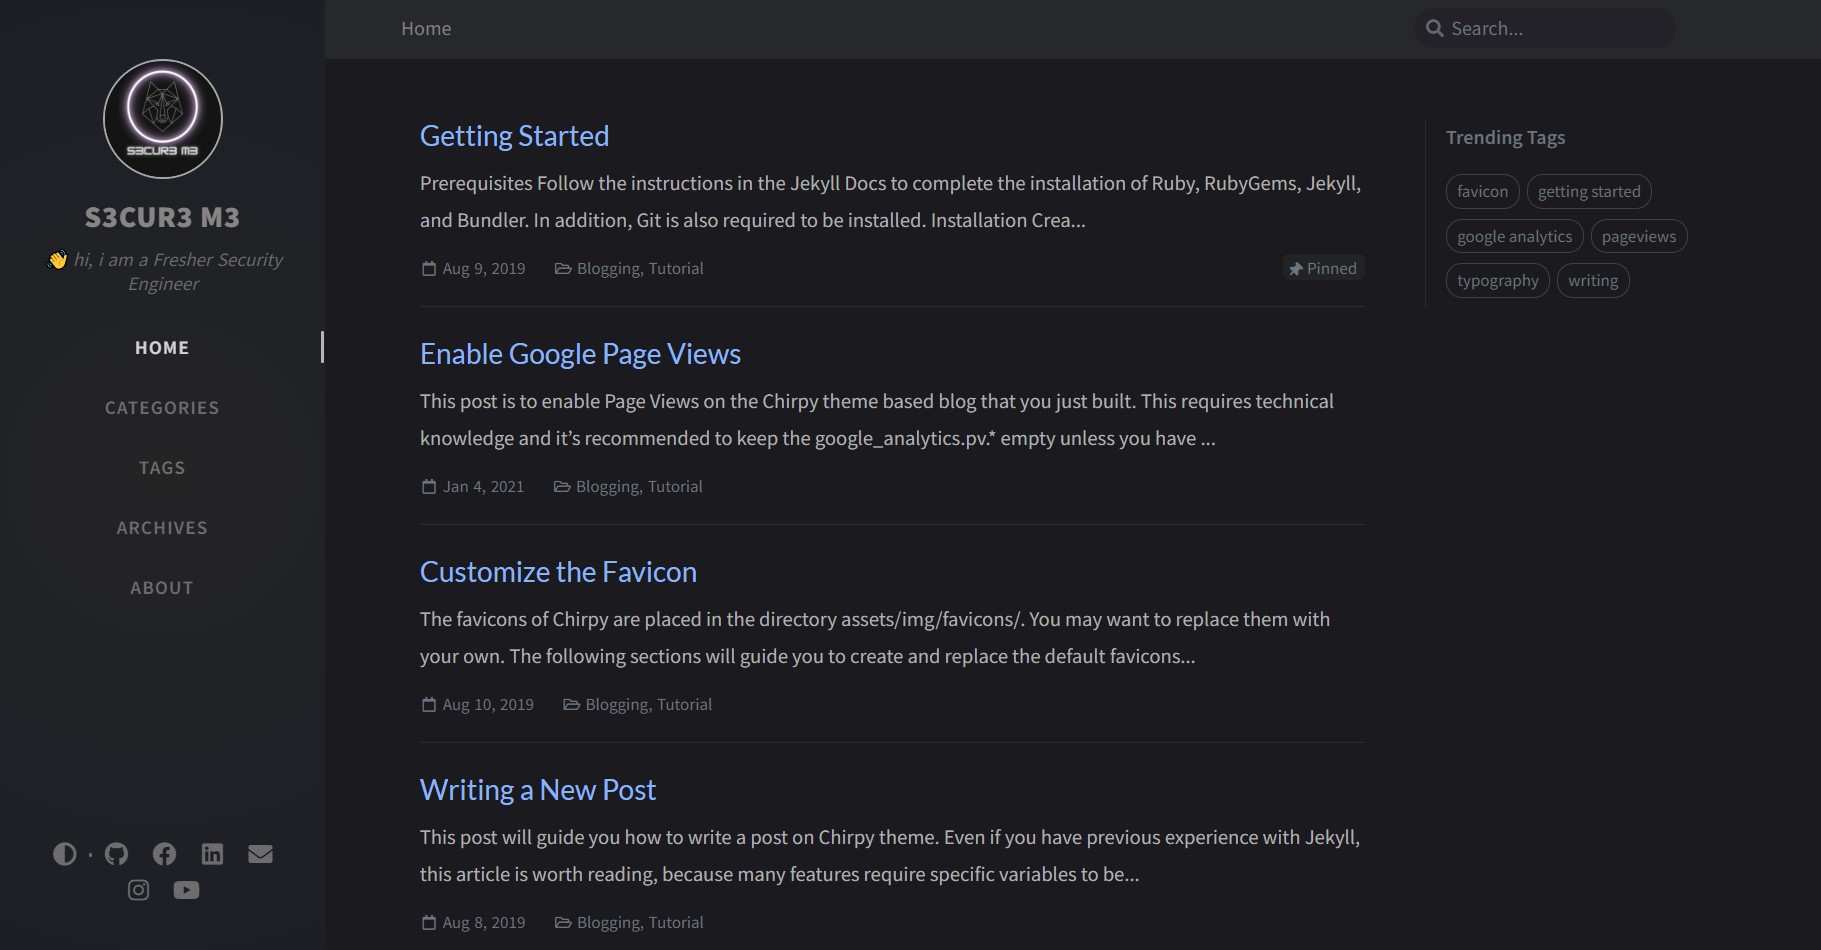 S3CUR3 M3
S3CUR3 M3
👋 hi, i am a Fresher Security
Engineer
HOME
CATEGORIES
TAGS
ARCHIVES
ABOUT
Home
Search...
Getting Started
Prerequisites Follow the instructions in the Jekyll Docs to complete the installation of Ruby, RubyGems, Jekyll,
and Bundler. In addition, Git is also required to be installed. Installation Crea...
Aug 9, 2019 Blogging, Tutorial Pinned
Enable Google Page Views
This post is to enable Page Views on the Chirpy theme based blog that you just built. This requires technical
knowledge and it’s recommended to keep the google_analytics.pv.* empty unless you have ...
Jan 4, 2021 Blogging, Tutorial
Customize the Favicon
The favicons of Chirpy are placed in the directory assets/img/favicons/. You may want to replace them with
your own. The following sections will guide you to create and replace the default favicons...
Aug 10, 2019 Blogging, Tutorial
Writing a New Post
This post will guide you how to write a post on Chirpy theme. Even if you have previous experience with Jekyll,
this article is worth reading, because many features require specific variables to be...
Aug 8, 2019 Blogging, Tutorial
Trending Tags
favicon getting started
google analytics pageviews
typography writing